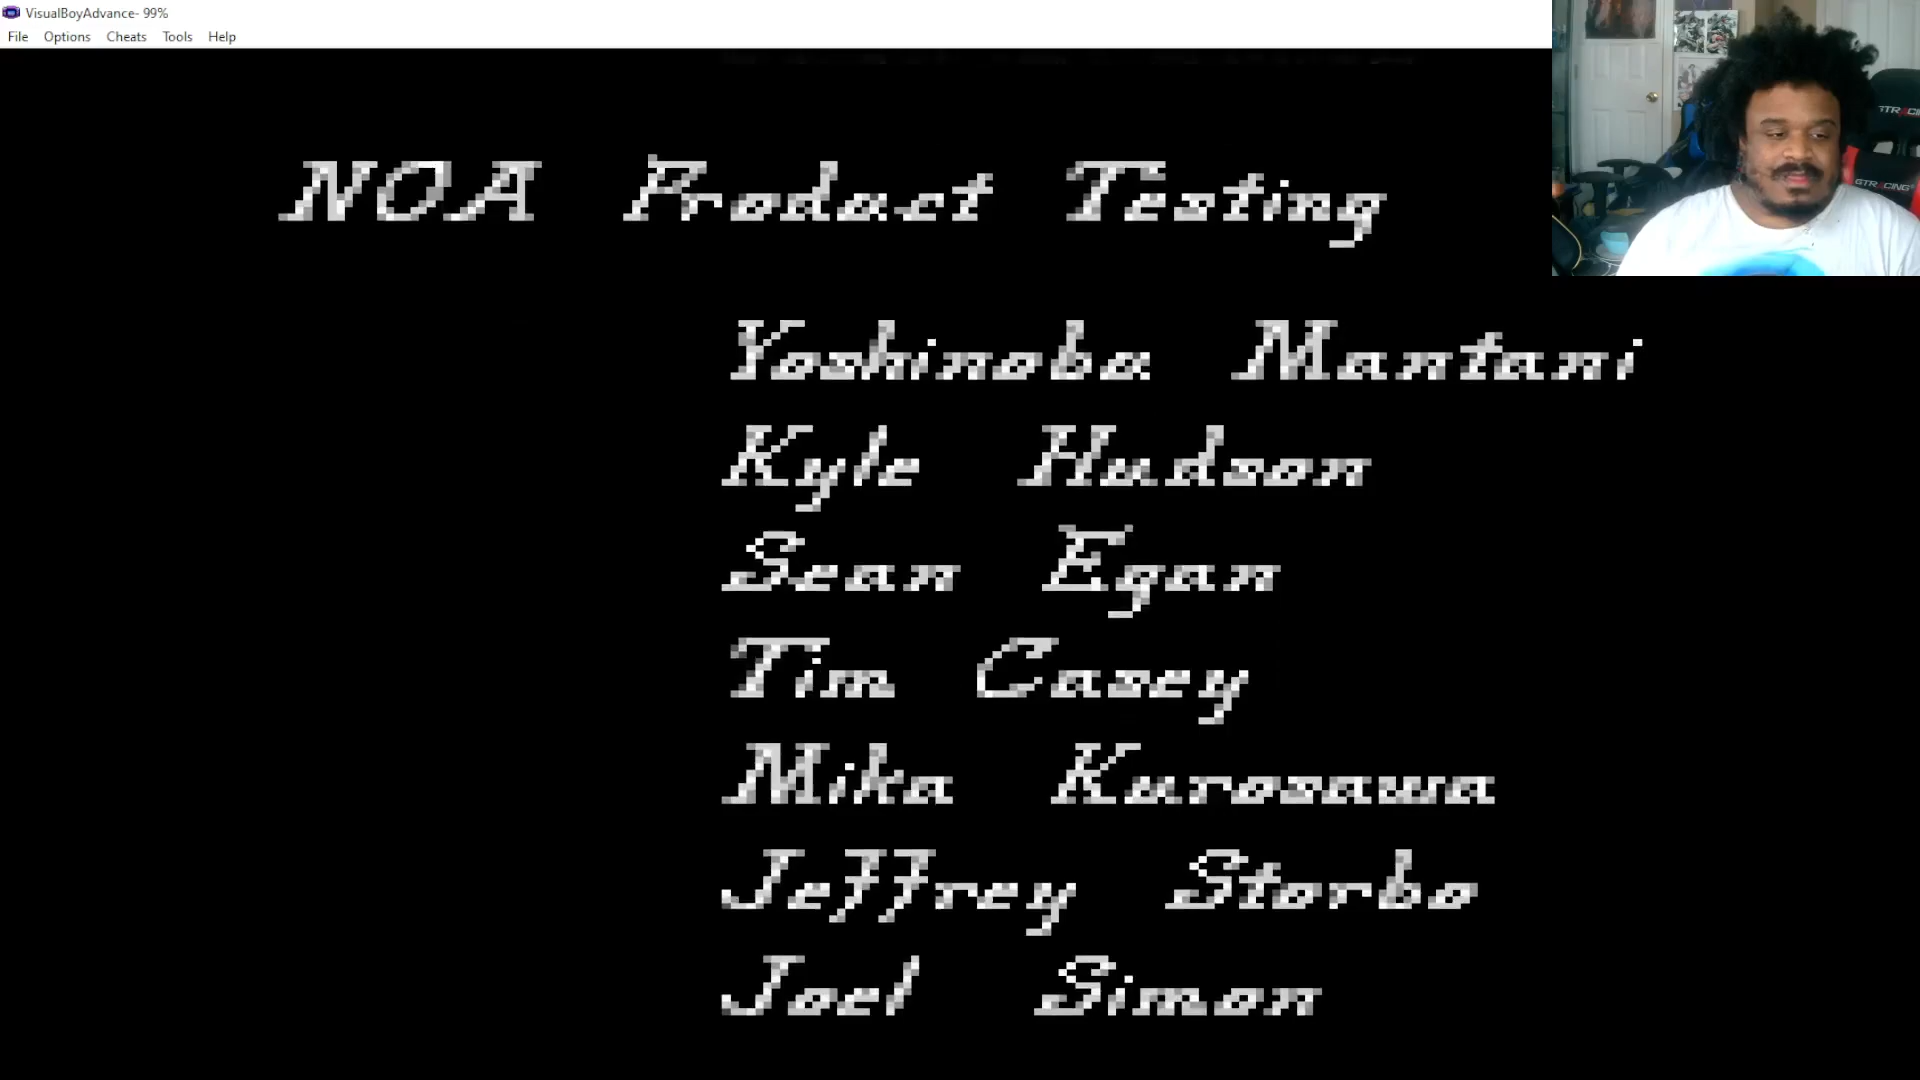 VisualBoyAdvance- 99%
File Options Cheats Tools Help
NOA Product Testing
Yoshinobu Mantani
Kyle Hudson
Sean Egan
Tim Casey
Mika Kurosawa
Jeffrey Storbo
Joel Simon
GTRACING